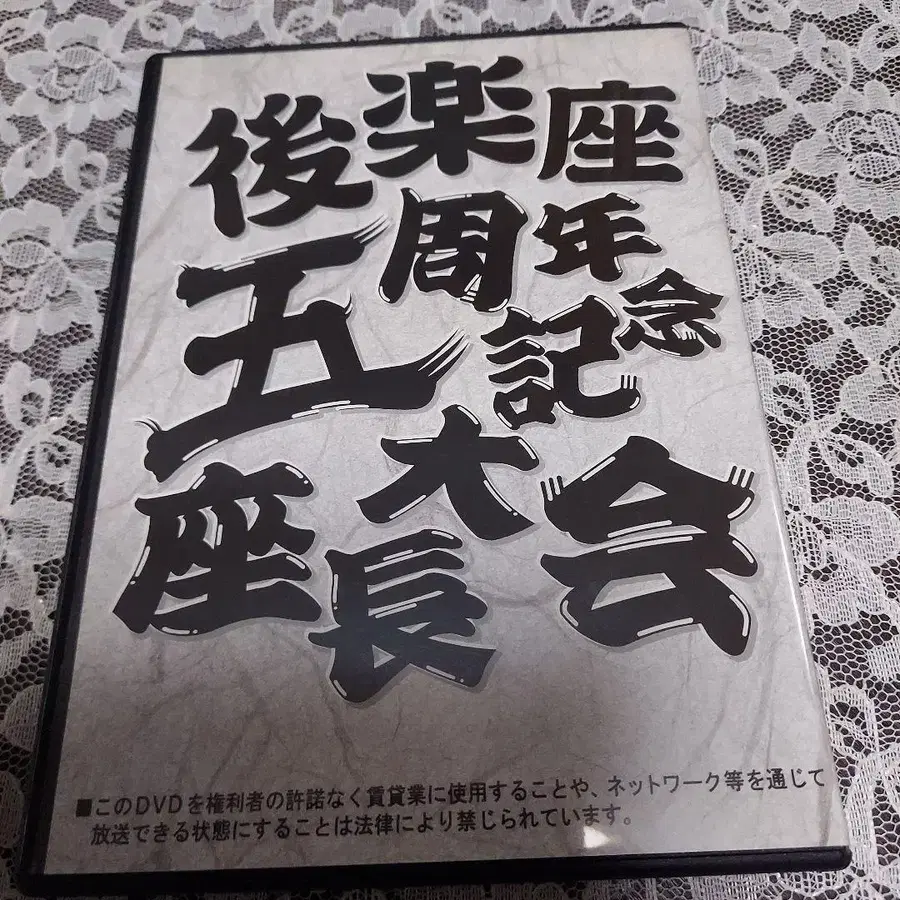 後楽座
五周年
記念
座長大会
■このDVDを権利者の許諾なく賃貸業に使用することや、ネットワーク等を通じて
放送できる状態にすることは法律により禁じられています。